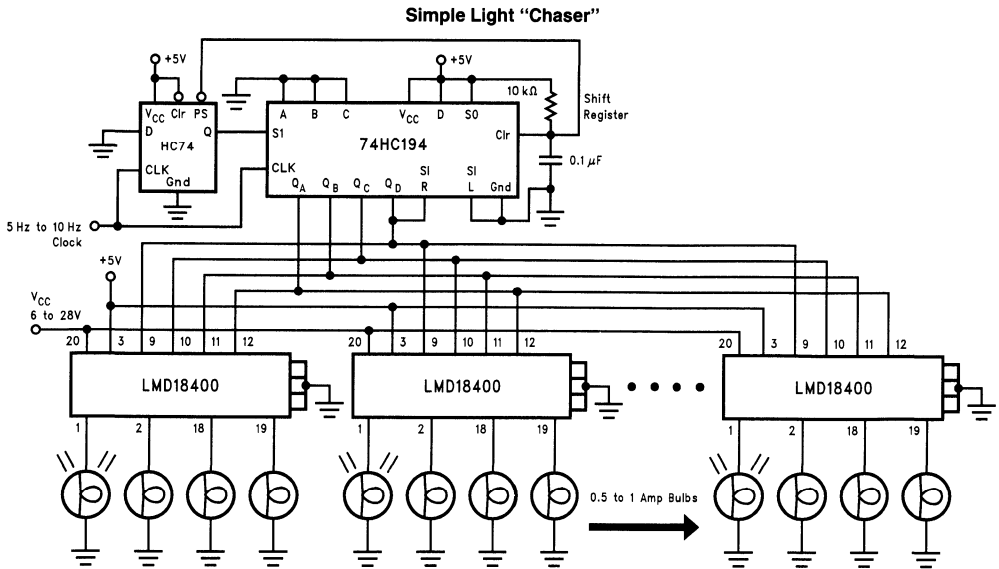 Simple Light “Chaser”
+5V
+5V
VCC Clr PS
D
Q
HC74
CLK
Gnd
A B C
VCC D S0
S1
Clr
74HC194
CLK
QA QB QC QD
SI R
SI L
Gnd
10 kΩ
Shift
Register
0.1 μF
5 Hz to 10 Hz
Clock
+5V
VCC
6 to 28V
20 3 9 10 11 12
20 3 9 10 11 12
20 3 9 10 11 12
LMD18400
LMD18400
LMD18400
1 2 18 19
1 2 18 19
1 2 18 19
0.5 to 1 Amp Bulbs